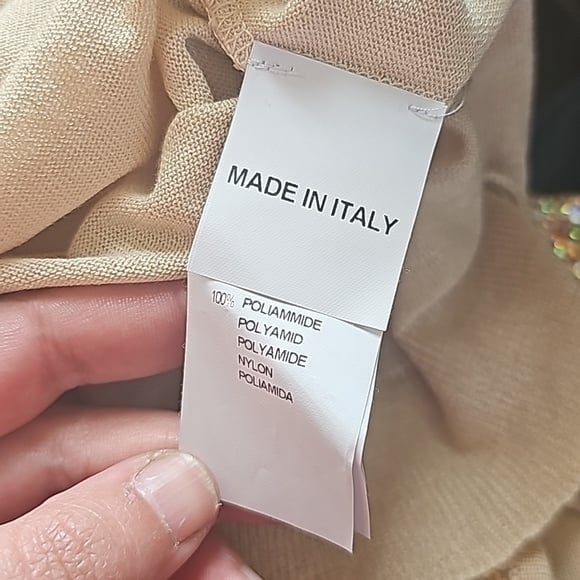 MADE IN ITALY
100% POLIAMMIDE
POLYAMID
POLYAMIDE
NYLON
POLIAMIDA